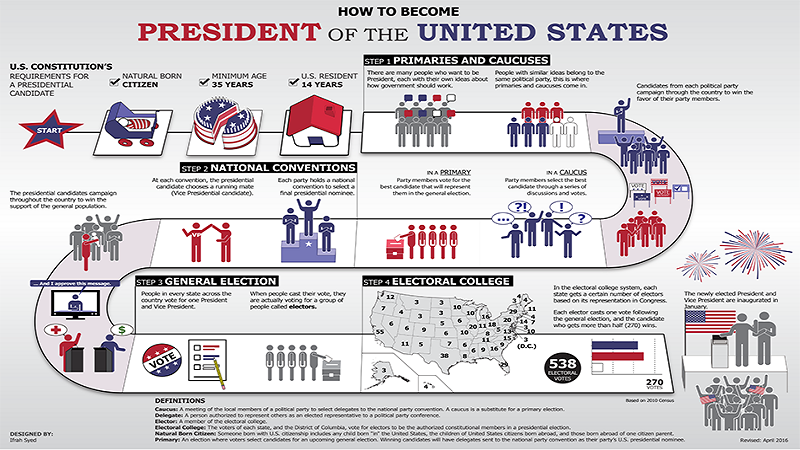 HOW TO BECOME
PRESIDENT OF THE UNITED STATES
U.S. CONSTITUTION'S
REQUIREMENTS FOR
A PRESIDENTIAL
CANDIDATE
START
NATURAL BORN
CITIZEN
MINIMUM AGE
35 YEARS
U.S. RESIDENT
14 YEARS
STEP 1 PRIMARIES AND CAUCUSES
There are many people who want to be
President, each with their own ideas about
how government should work.
People with similar ideas belong to the
same political party, this is where
primaries and caucuses come in.
Candidates from each political party
campaign through the country to win the
favor of their party members.
VOTE
IN A PRIMARY
Party members vote for the
best candidate that will represent
them in the general election.
IN A CAUCUS
Party members select the best
candidate through a series of
discussions and votes.
...
?!
!
?
STEP 2 NATIONAL CONVENTIONS
At each convention, the presidential
candidate chooses a running mate
(Vice Presidential candidate).
Each party holds a national
convention to select a
final presidential nominee.
The presidential candidates campaign
throughout the country to win the
support of the general population.
... And I approve this message.
$
STEP 3 GENERAL ELECTION
People in every state across the
country vote for one President
and Vice President.
When people cast their vote, they
are actually voting for a group of
people called electors.
VOTE
STEP 4 ELECTORAL COLLEGE
In the electoral college system, each
state gets a certain number of electors
based on its representation in Congress.
Each elector casts one vote following
the general election, and the candidate
who gets more than half (270) wins.
12
55
11
38
(D.C.)
3
4
538
ELECTORAL
VOTES
270
VOTES
Based on 2010 Census
The newly elected President and
Vice President are inaugurated in
January.
DEFINITIONS
Caucus: A meeting of the local members of a political party to select delegates to the national party convention. A caucus is a substitute for a primary election.
Delegate: A person authorized to represent others as an elected representative to a political party conference.
Elector: A member of the electoral college.
Electoral College: The voters of each state, and the District of Columbia, vote for electors to be the authorized constitutional members in a presidential election.
Natural Born Citizen: Someone born with U.S. citizenship includes any child born "in" the United States, the children of United States citizens born abroad, and those born abroad of one citizen parent.
Primary: An election where voters select candidates for an upcoming general election. Winning candidates will have delegates sent to the national party convention as their party's U.S. presidential nominee.
DESIGNED BY:
Ifrah Syed
Revised: April 2016